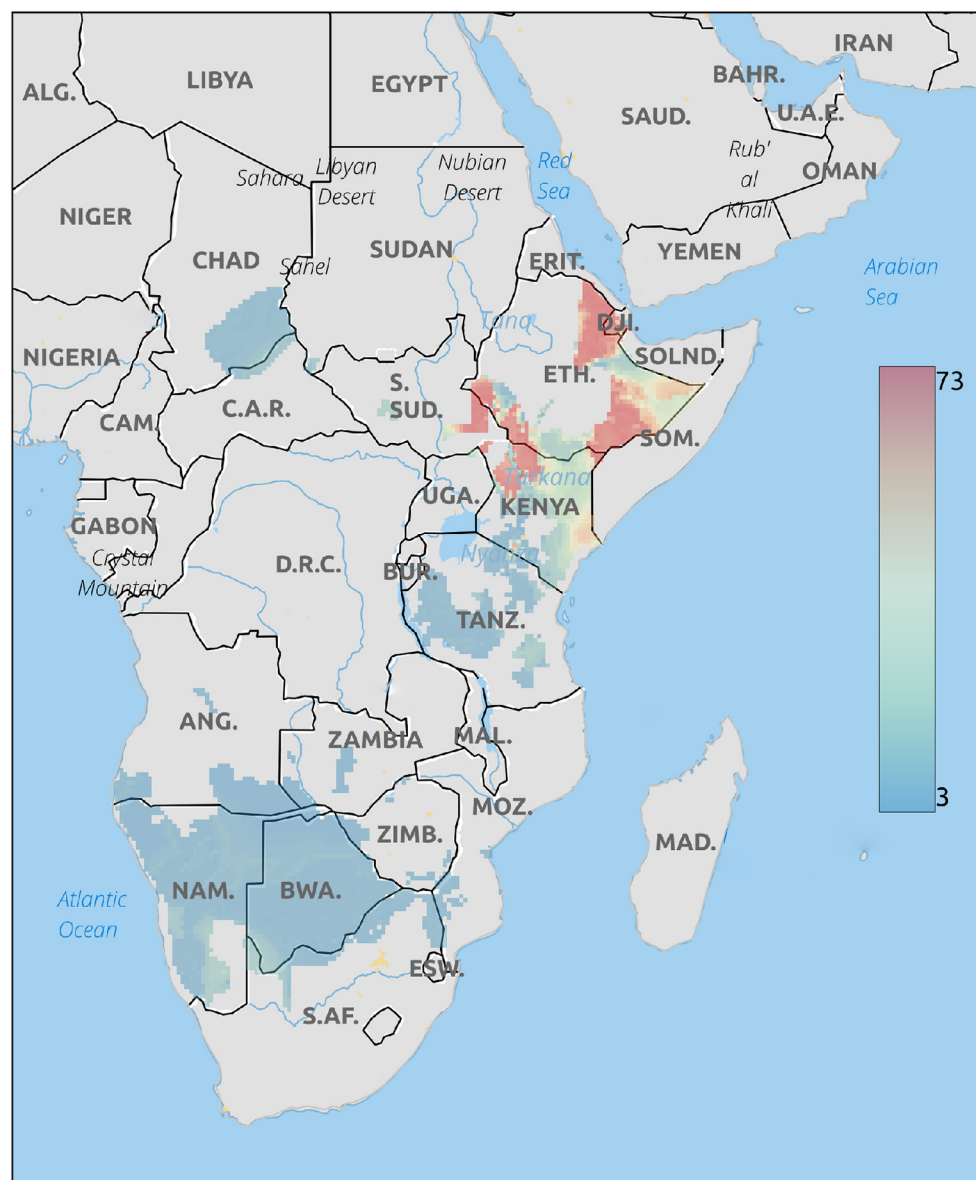 IRAN
BAHR.
LIBYA
EGYPT
ALG.
SAUD.
U.A.E.
Rub'
al
Khali
OMAN
Sahara
Libyan
Desert
Nubian
Desert
Red
Sea
NIGER
SUDAN
YEMEN
CHAD
Sahel
ERIT.
Arabian
Sea
Tana
DJI.
NIGERIA
SOLND.
ETH.
73
S.
SUD.
C.A.R.
CAM.
SOM.
Turkana
UGA.
KENYA
GABON
Crystal
Mountain
D.R.C.
BUR.
Nyanza
TANZ.
ANG.
ZAMBIA
MAL.
MOZ.
3
ZIMB.
MAD.
Atlantic
Ocean
NAM.
BWA.
ESW.
S.AF.